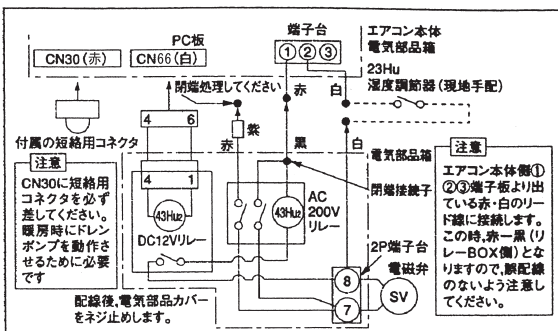 PC板
CN30（赤）
CN66（白）
端子台
① ② ③
エアコン本体
電気部品箱
23Hu
湿度調節器（現地手配）
閉端処理してください
赤
白
付属の短絡用コネクタ
4 6
紫
赤
黒
白
電気部品箱
注意
CN30に短絡用
コネクタを必ず
差してください。
暖房時にドレン
ポンプを動作さ
せるために必要
です
4 1
43Hu2
DC12Vリレー
AC
200V
リレー
43Hu2
閉端接続子
2P端子台
電磁弁
⑧
⑦
SV
配線後，電気部品カバー
をネジ止めします。
注意
エアコン本体側①
②③端子板より出
ている赤・白のリー
ド線に接続します。
この時，赤ー黒（リ
レーBOX側）とな
りますので，誤配線
のないよう注意し
てください。